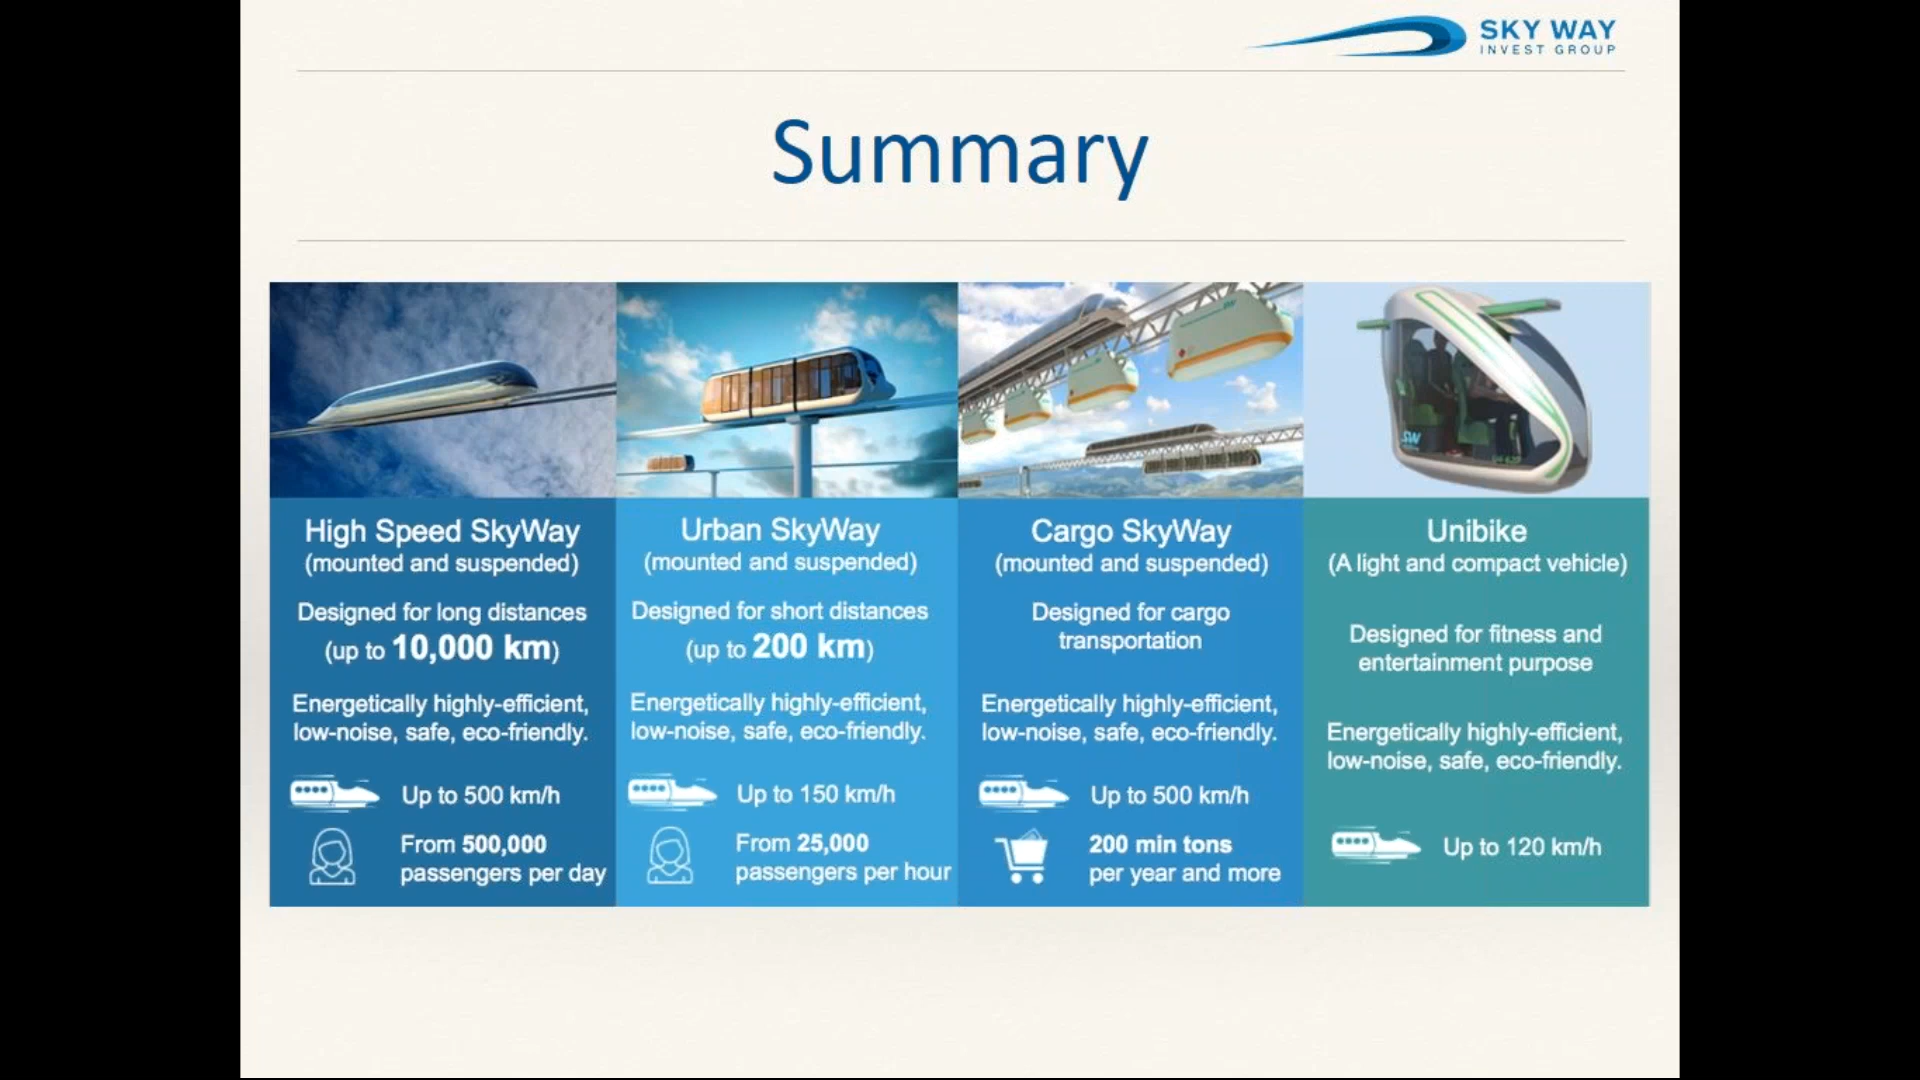 SKY WAY
INVEST GROUP
Summary
High Speed SkyWay
(mounted and suspended)
Designed for long distances
(up to 10,000 km)
Energetically highly-efficient,
low-noise, safe, eco-friendly.
Up to 500 km/h
From 500,000
passengers per day
Urban SkyWay
(mounted and suspended)
Designed for short distances
(up to 200 km)
Energetically highly-efficient,
low-noise, safe, eco-friendly.
Up to 150 km/h
From 25,000
passengers per hour
Cargo SkyWay
(mounted and suspended)
Designed for cargo
transportation
Energetically highly-efficient,
low-noise, safe, eco-friendly.
Up to 500 km/h
200 min tons
per year and more
SW
Unibike
(A light and compact vehicle)
Designed for fitness and
entertainment purpose
Energetically highly-efficient,
low-noise, safe, eco-friendly.
Up to 120 km/h